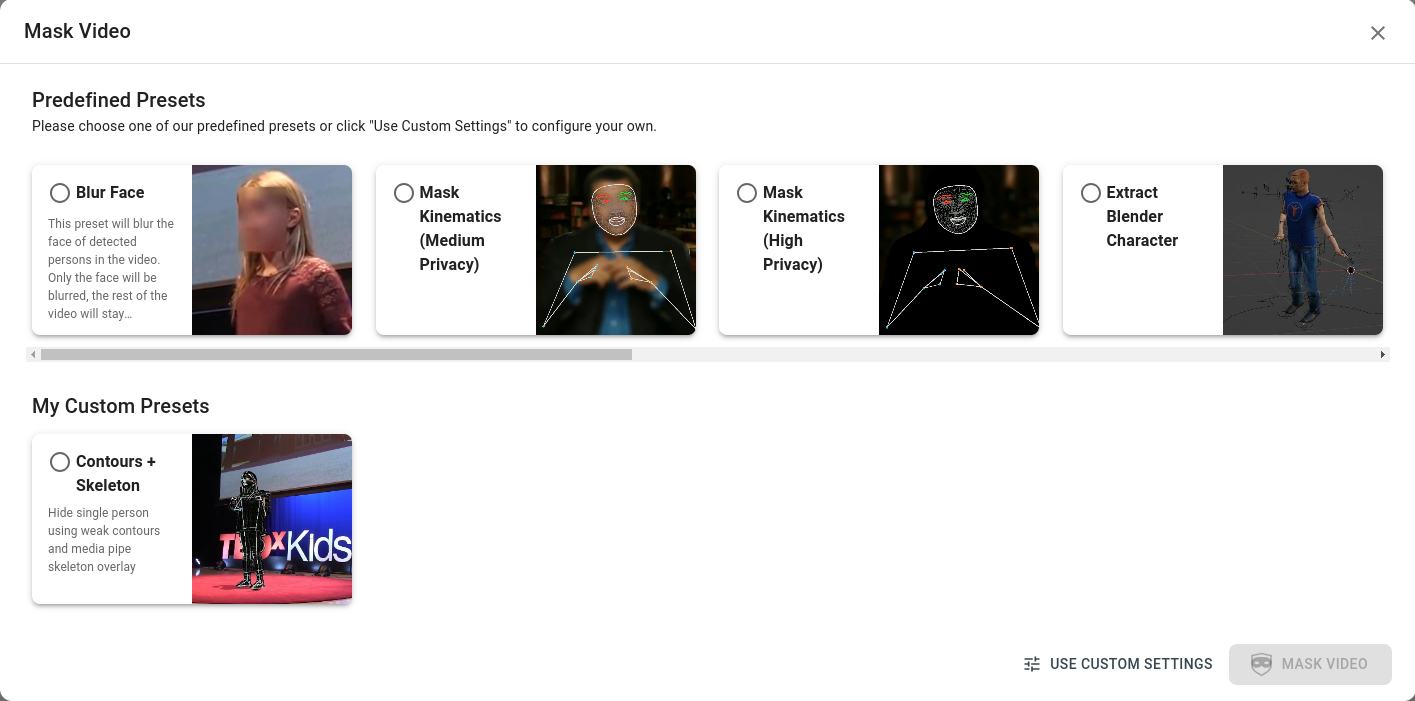 Mask Video
Predefined Presets
Please choose one of our predefined presets or click "Use Custom Settings" to configure your own.
Blur Face
This preset will blur the
face of detected
persons in the video.
Only the face will be
blurred, the rest of the
video will stay…
Mask
Kinematics
(Medium
Privacy)
Mask
Kinematics
(High
Privacy)
Extract
Blender
Character
My Custom Presets
Contours +
Skeleton
Hide single person
using weak contours
and media pipe
skeleton overlay
TEDxKids
USE CUSTOM SETTINGS
MASK VIDEO